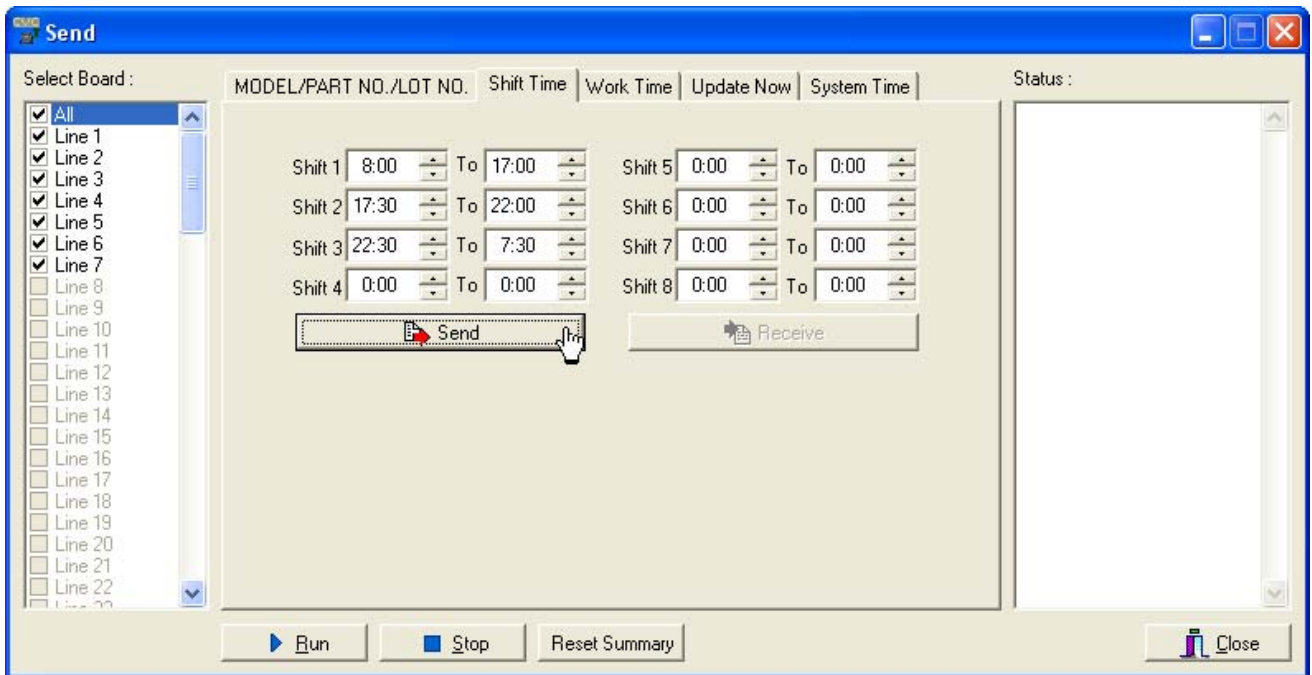 Send
Select Board :
All
Line 1
Line 2
Line 3
Line 4
Line 5
Line 6
Line 7
Line 8
Line 9
Line 10
Line 11
Line 12
Line 13
Line 14
Line 15
Line 16
Line 17
Line 18
Line 19
Line 20
Line 21
Line 22
MODEL/PART NO./LOT NO. Shift Time Work Time Update Now System Time
Shift 1 8:00 To 17:00 Shift 5 0:00 To 0:00
Shift 2 17:30 To 22:00 Shift 6 0:00 To 0:00
Shift 3 22:30 To 7:30 Shift 7 0:00 To 0:00
Shift 4 0:00 To 0:00 Shift 8 0:00 To 0:00
Send Receive
Status :
Run Stop Reset Summary Close